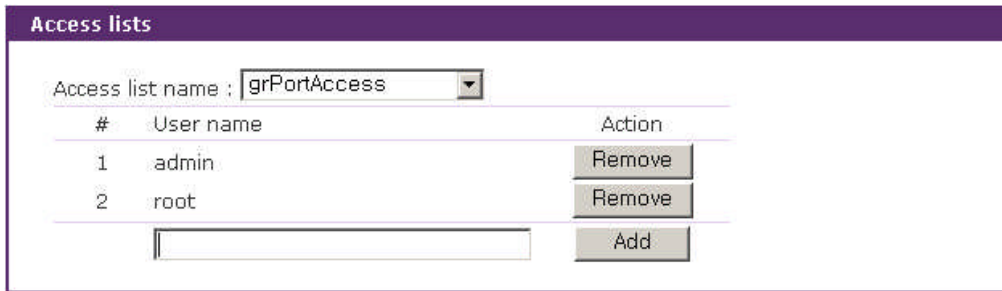 Access lists
Access list name : grPortAccess
# User name Action
1 admin Remove
2 root Remove
Add